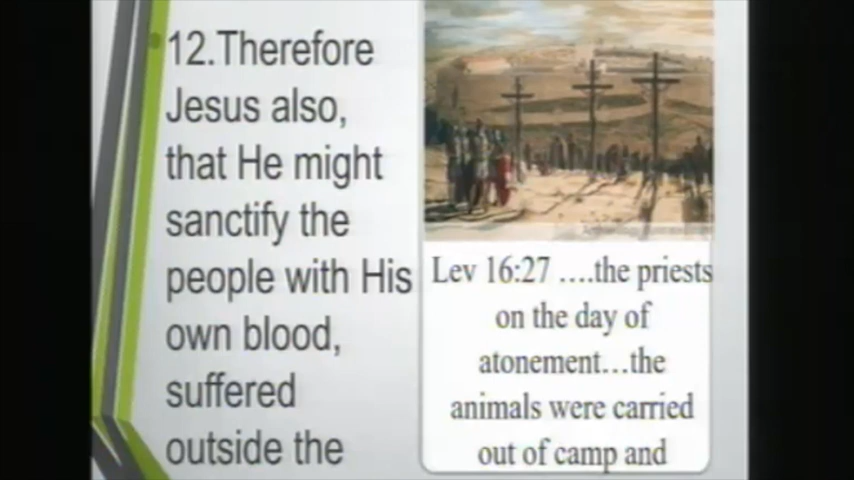 12.Therefore
Jesus also,
that He might
sanctify the
people with His
own blood,
suffered
outside the
Lev 16:27 ….the priests
on the day of
atonement…the
animals were carried
out of camp and